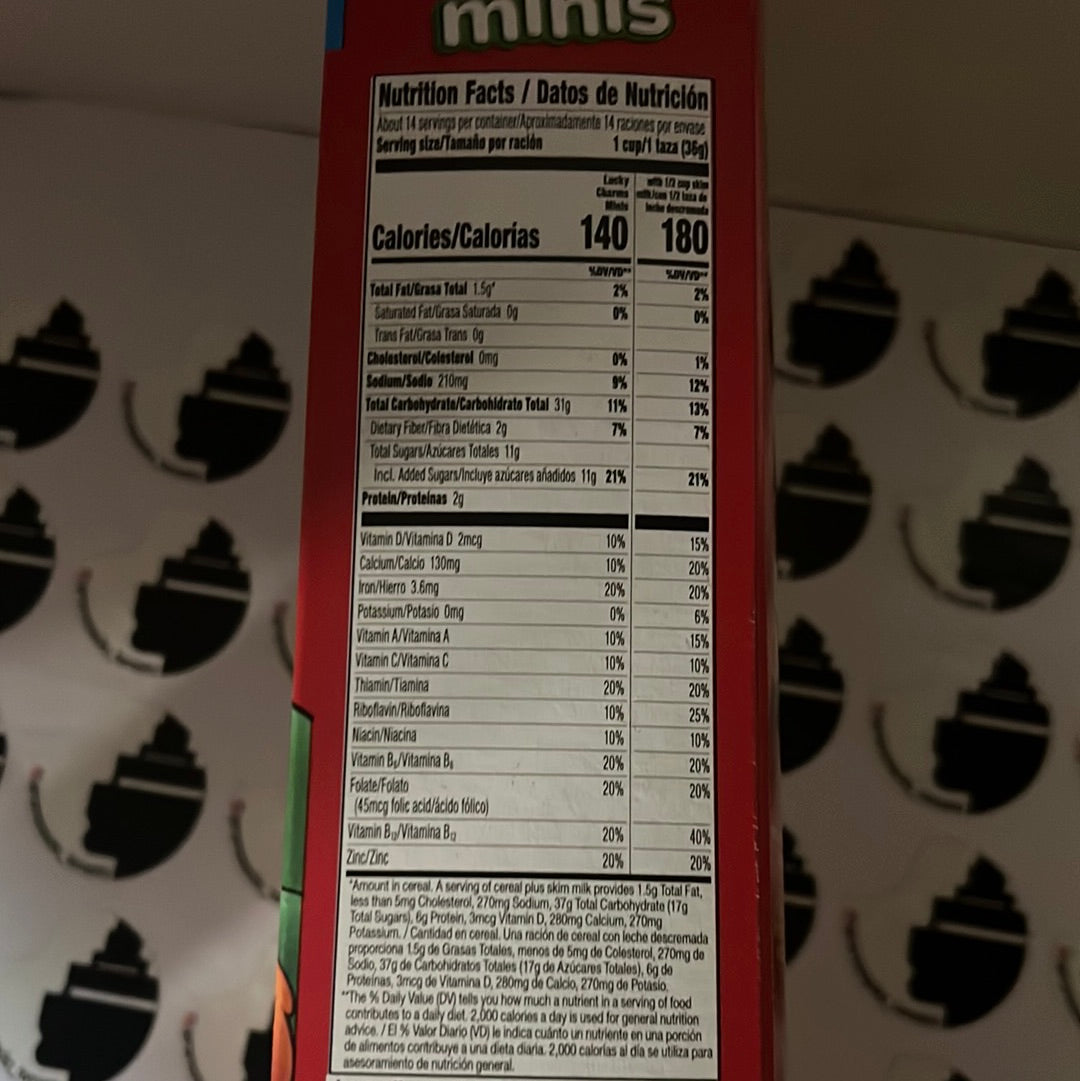 minis
Nutrition Facts / Datos de Nutrición
About 14 servings per container/Aproximadamente 14 raciones por envase
Serving size/Tamaño por ración 1 cup/1 taza (36g)
Lucky Charms Minis
with 1/2 cup skim milk/con 1/2 taza de leche descremada
Calories/Calorías 140 180
%DV/VD** %DV/VD**
Total Fat/Grasa Total 1.5g* 2% 2%
Saturated Fat/Grasa Saturada 0g 0% 0%
Trans Fat/Grasa Trans 0g
Cholesterol/Colesterol 0mg 0% 1%
Sodium/Sodio 210mg 9% 12%
Total Carbohydrate/Carbohidrato Total 31g 11% 13%
Dietary Fiber/Fibra Dietética 2g 7% 7%
Total Sugars/Azúcares Totales 11g
Incl. Added Sugars/Incluye azúcares añadidos 11g 21% 21%
Protein/Proteínas 2g
Vitamin D/Vitamina D 2mcg 10% 15%
Calcium/Calcio 130mg 10% 20%
Iron/Hierro 3.6mg 20% 20%
Potassium/Potasio 0mg 0% 6%
Vitamin A/Vitamina A 10% 15%
Vitamin C/Vitamina C 10% 10%
Thiamin/Tiamina 20% 20%
Riboflavin/Riboflavina 10% 25%
Niacin/Niacina 10% 10%
Vitamin B6/Vitamina B6 20% 20%
Folate/Folato 20% 20%
(45mcg folic acid/ácido fólico)
Vitamin B12/Vitamina B12 20% 40%
Zinc/Zinc 20% 20%
*Amount in cereal. A serving of cereal plus skim milk provides 1.5g Total Fat,
less than 5mg Cholesterol, 270mg Sodium, 37g Total Carbohydrate (17g
Total Sugars), 6g Protein, 3mcg Vitamin D, 280mg Calcium, 270mg
Potassium. / Cantidad en cereal. Una ración de cereal con leche descremada
proporciona 1.5g de Grasas Totales, menos de 5mg de Colesterol, 270mg de
Sodio, 37g de Carbohidratos Totales (17g de Azúcares Totales), 6g de
Proteínas, 3mcg de Vitamina D, 280mg de Calcio, 270mg de Potasio.
**The % Daily Value (DV) tells you how much a nutrient in a serving of food
contributes to a daily diet. 2,000 calories a day is used for general nutrition
advice. / El % Valor Diario (VD) le indica cuánto un nutriente en una porción
de alimentos contribuye a una dieta diaria. 2,000 calorías al día se utiliza para
asesoramiento de nutrición general.